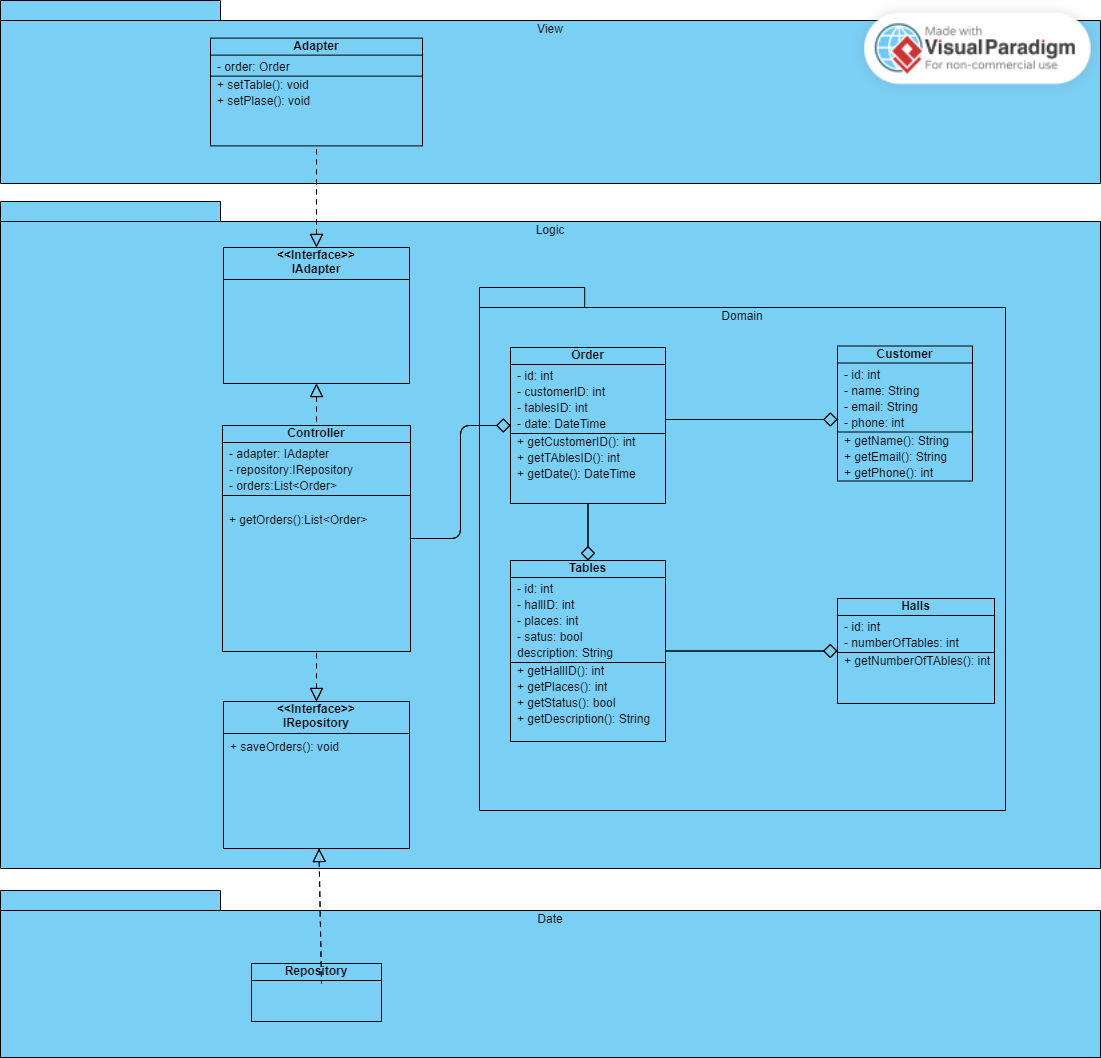 View
Made with
Visual Paradigm
For non-commercial use
Adapter
- order: Order
+ setTable(): void
+ setPlase(): void
Logic
<<Interface>>
IAdapter
Controller
- adapter: IAdapter
- repository:IRepository
- orders:List<Order>
+ getOrders():List<Order>
<<Interface>>
IRepository
+ saveOrders(): void
Domain
Order
- id: int
- customerID: int
- tablesID: int
- date: DateTime
+ getCustomerID(): int
+ getTAblesID(): int
+ getDate(): DateTime
Customer
- id: int
- name: String
- email: String
- phone: int
+ getName(): String
+ getEmail(): String
+ getPhone(): int
Tables
- id: int
- hallID: int
- places: int
- satus: bool
description: String
+ getHallID(): int
+ getPlaces(): int
+ getStatus(): bool
+ getDescription(): String
Halls
- id: int
- numberOfTables: int
+ getNumberOfTAbles(): int
Date
Repository